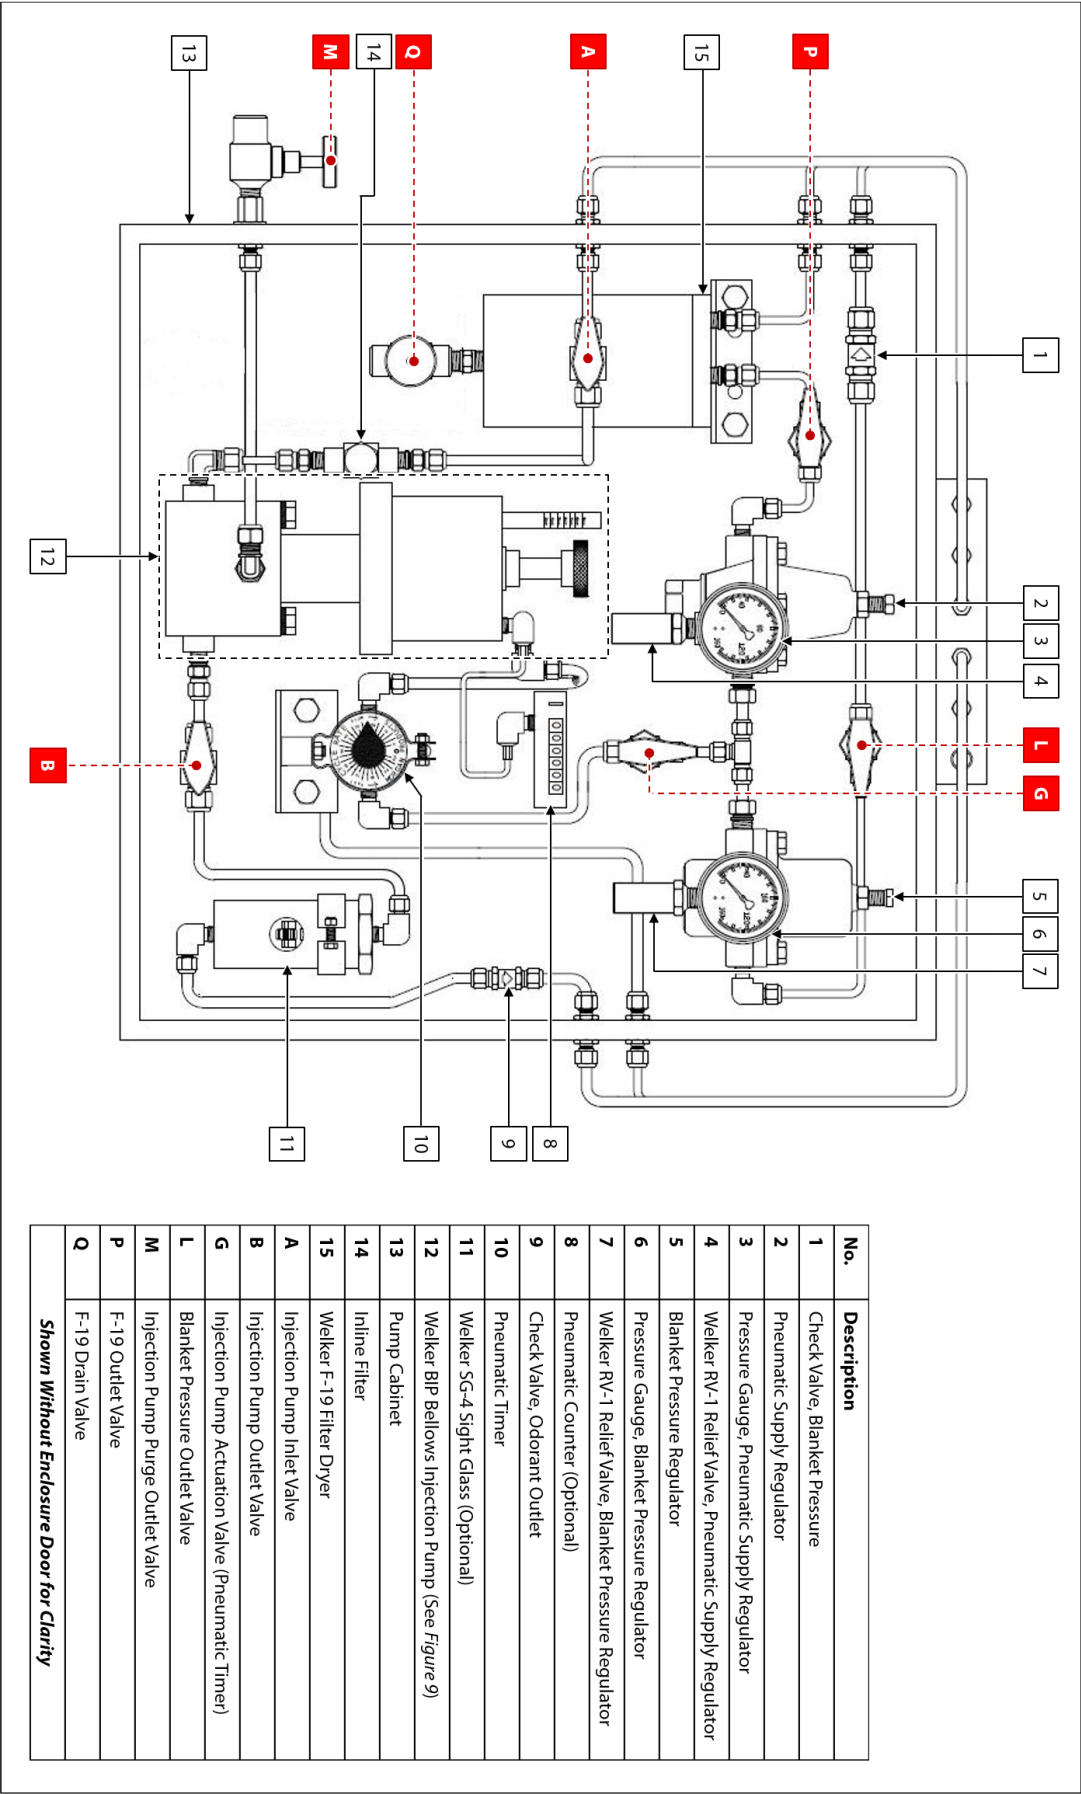 13
M
14
Q
A
15
P
1
2
3
4
L
G
5
6
7
12
B
11
10
9
8
No. Description
1 Check Valve, Blanket Pressure
2 Pneumatic Supply Regulator
3 Pressure Gauge, Pneumatic Supply Regulator
4 Welker RV-1 Relief Valve, Pneumatic Supply Regulator
5 Blanket Pressure Regulator
6 Pressure Gauge, Blanket Pressure Regulator
7 Welker RV-1 Relief Valve, Blanket Pressure Regulator
8 Pneumatic Counter (Optional)
9 Check Valve, Odorant Outlet
10 Pneumatic Timer
11 Welker SG-4 Sight Glass (Optional)
12 Welker BIP Bellows Injection Pump (See Figure 9)
13 Pump Cabinet
14 Inline Filter
15 Welker F-19 Filter Dryer
A Injection Pump Inlet Valve
B Injection Pump Outlet Valve
G Injection Pump Actuation Valve (Pneumatic Timer)
L Blanket Pressure Outlet Valve
M Injection Pump Purge Outlet Valve
P F-19 Outlet Valve
Q F-19 Drain Valve
Shown Without Enclosure Door for Clarity